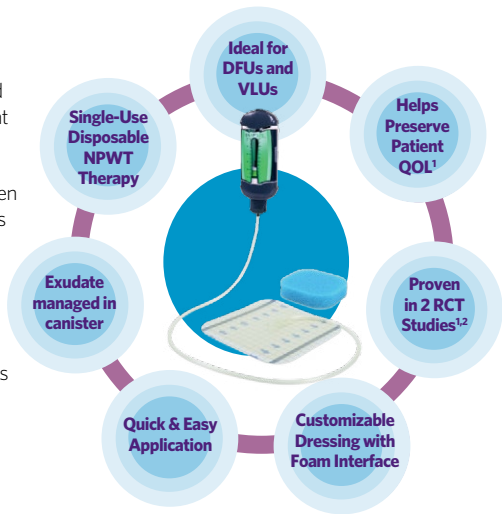 Ideal for
DFUs and
VLUs
Helps
Preserve
Patient
QOL¹
Proven
in 2 RCT
Studies¹,²
Customizable
Dressing with
Foam Interface
Quick & Easy
Application
Exudate
managed in
canister
Single-Use
Disposable
NPWT
Therapy